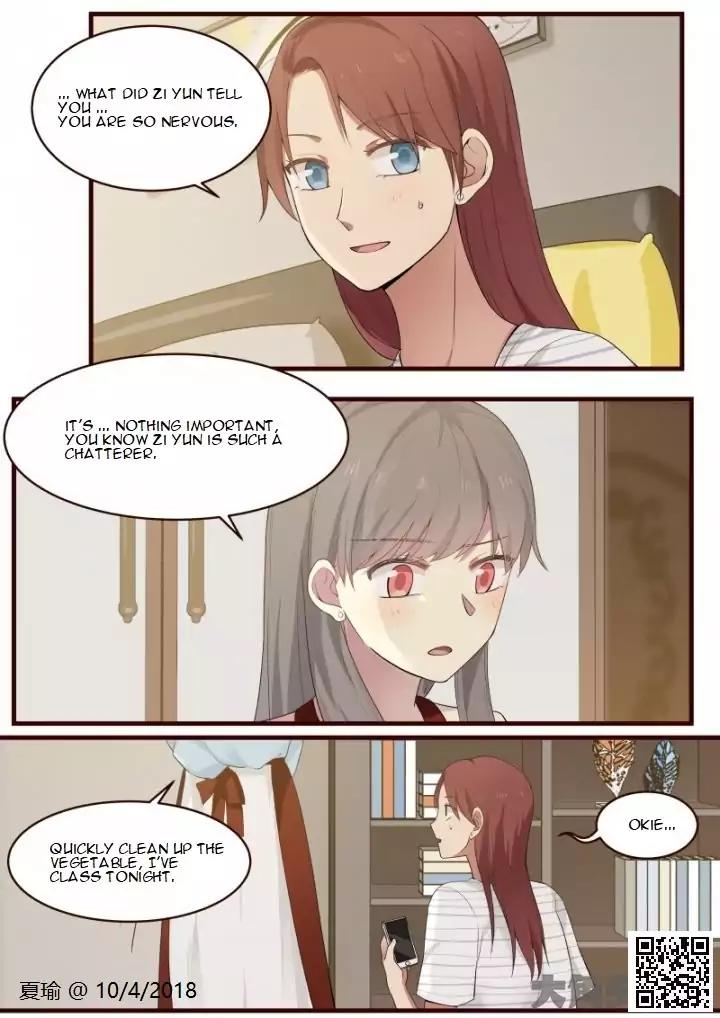 ... WHAT DID ZI YUN TELL
YOU ...
YOU ARE SO NERVOUS.
IT'S ... NOTHING IMPORTANT,
YOU KNOW ZI YUN IS SUCH A
CHATTERER.
QUICKLY CLEAN UP THE
VEGETABLE, I'VE
CLASS TONIGHT.
OKIE...
夏瑜 @ 10/4/2018